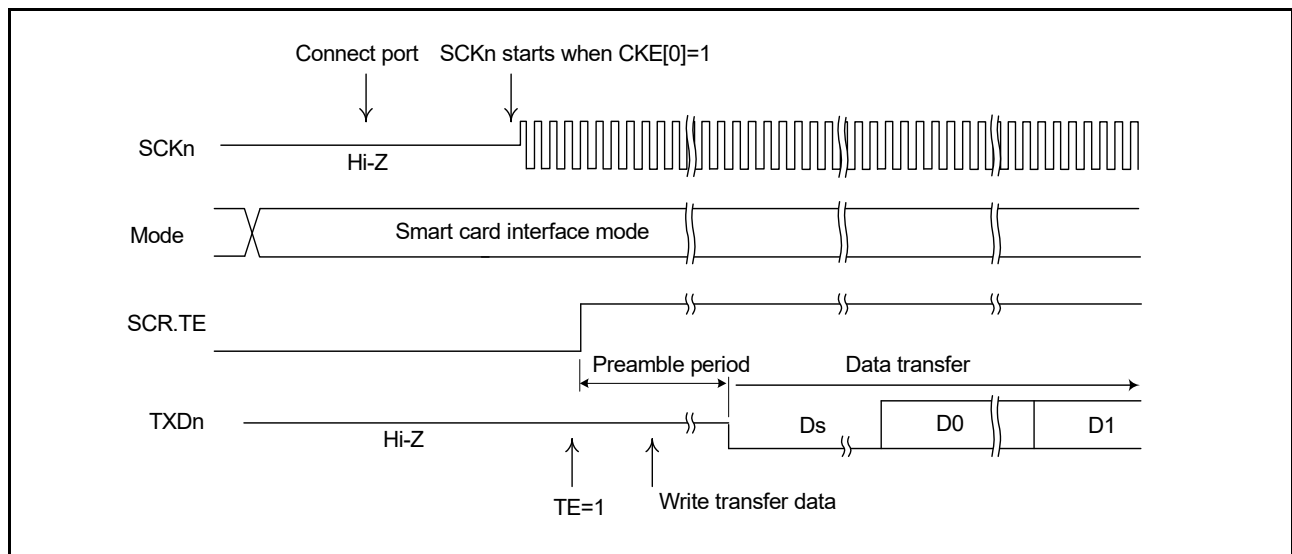 Connect port
SCKn starts when CKE[0]=1
SCKn
Hi-Z
Mode
Smart card interface mode
SCR.TE
Preamble period
Data transfer
TXDn
Hi-Z
Ds
D0
D1
TE=1
Write transfer data